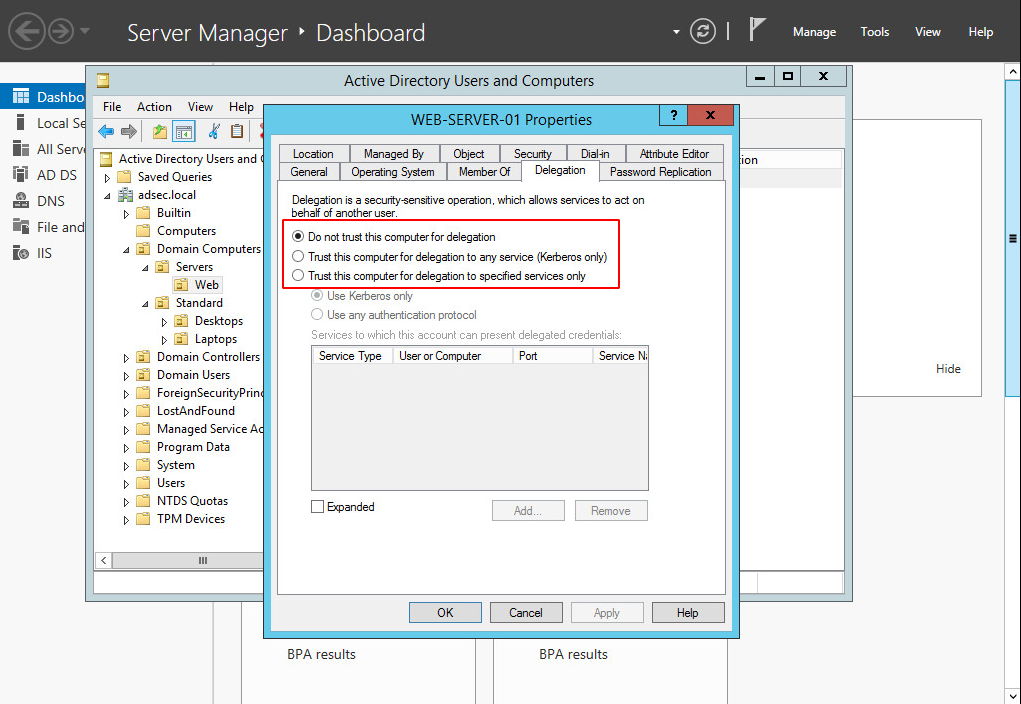 Server Manager ‣ Dashboard
Manage Tools View Help
Dashbo
Local Se
All Serve
AD DS
DNS
File and
IIS
Active Directory Users and Computers
File Action View Help
Active Directory Users and C
Saved Queries
adsec.local
Builtin
Computers
Domain Computers
Servers
Web
Standard
Desktops
Laptops
Domain Controllers
Domain Users
ForeignSecurityPrinc
LostAndFound
Managed Service Ac
Program Data
System
Users
NTDS Quotas
TPM Devices
tion
WEB-SERVER-01 Properties
Location Managed By Object Security Dial-in Attribute Editor
General Operating System Member Of Delegation Password Replication
Delegation is a security-sensitive operation, which allows services to act on
behalf of another user.
Do not trust this computer for delegation
Trust this computer for delegation to any service (Kerberos only)
Trust this computer for delegation to specified services only
Use Kerberos only
Use any authentication protocol
Services to which this account can present delegated credentials:
Service Type User or Computer Port Service Na
Expanded Add... Remove
OK Cancel Apply Help
Hide
BPA results BPA results